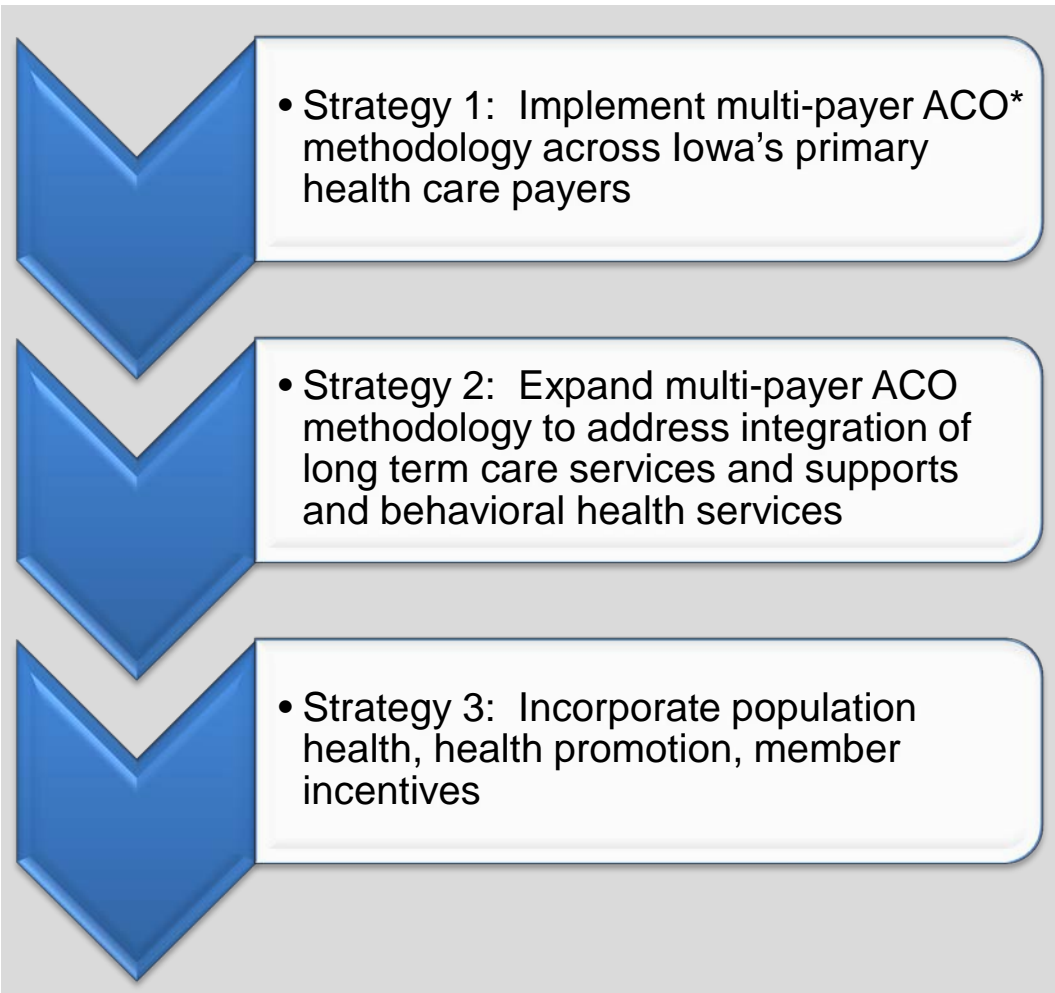 • Strategy 1:  Implement multi-payer ACO*
methodology across Iowa’s primary
health care payers
• Strategy 2:  Expand multi-payer ACO
methodology to address integration of
long term care services and supports
and behavioral health services
• Strategy 3:  Incorporate population
health, health promotion, member
incentives